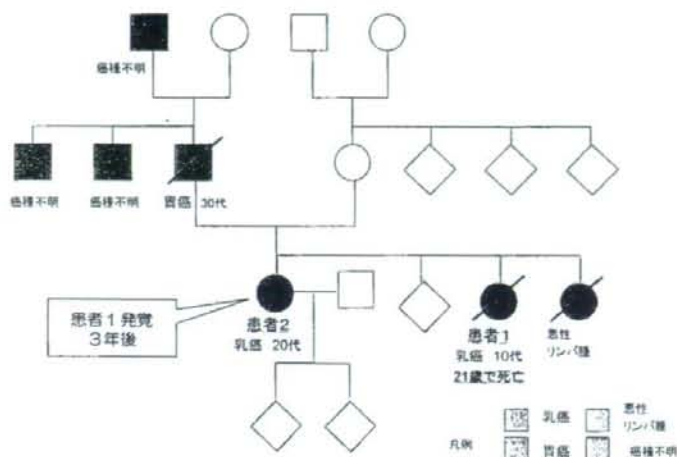 癌種不明
癌種不明
癌種不明
胃癌 30代
患者1発覚
3年後
患者2
乳癌 20代
患者1
乳癌 10代
21歳で死亡
悪性
リンパ腫
凡例
乳癌
悪性
リンパ腫
胃癌
癌種不明